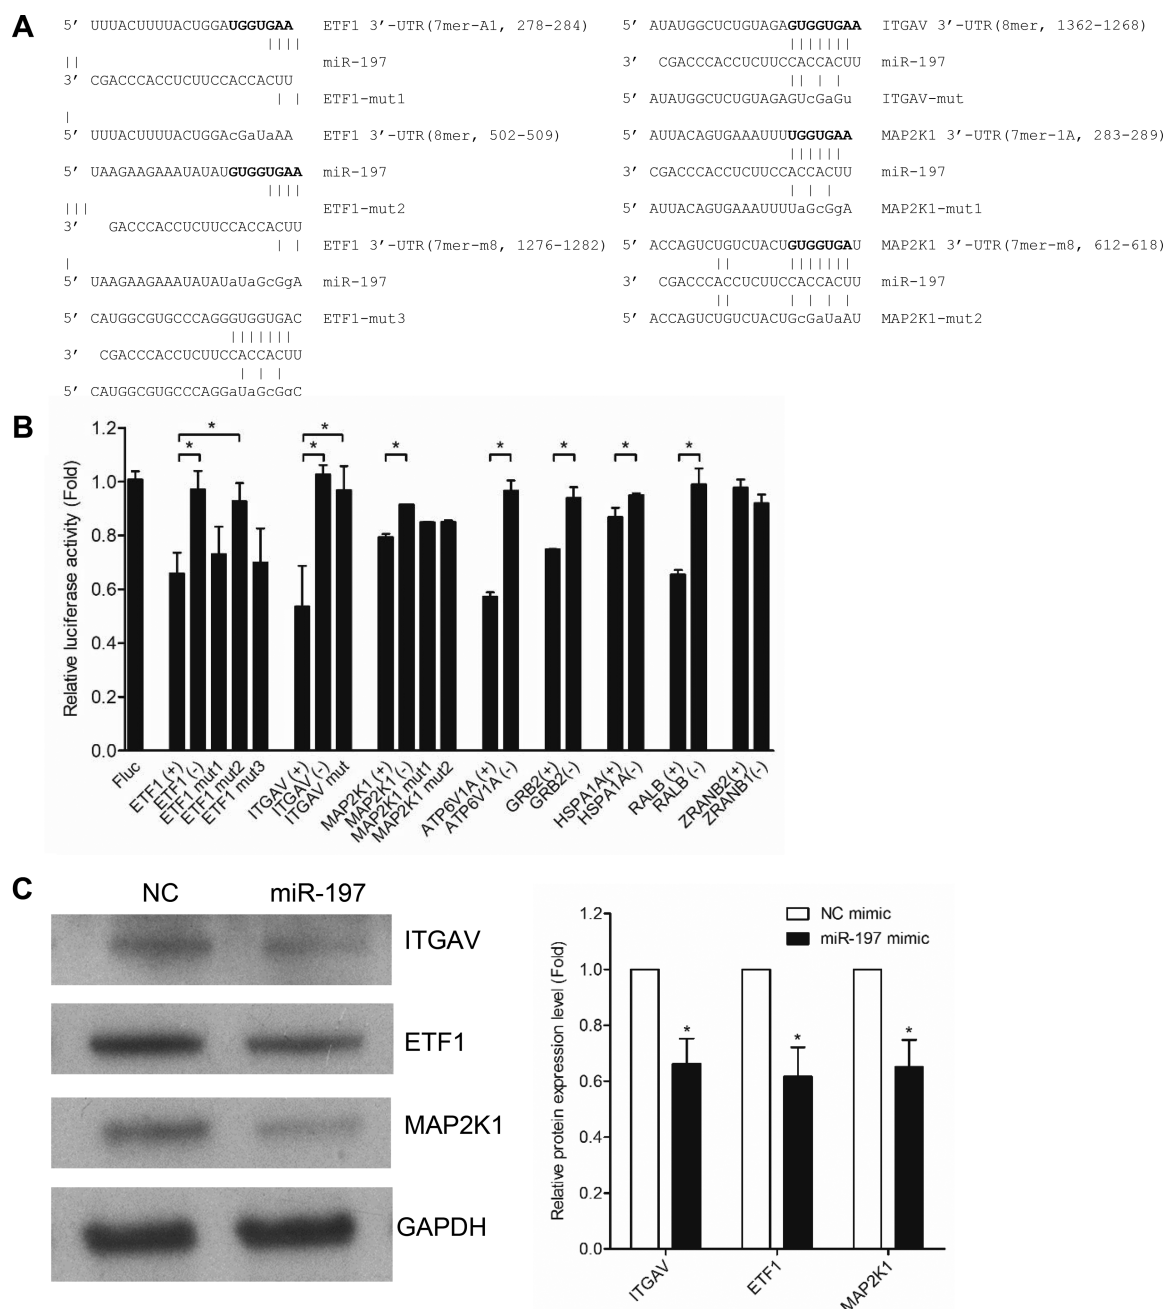 A
5′ UUUACUUUUACUGGAUGGUGAA ETF1 3′-UTR(7mer-A1, 278-284)
||||
|| miR-197
3′ CGACCCACCUCUUCCACCACUU
| | ETF1-mut1
|
5′ UUUACUUUUACUGGAcGaUaAA ETF1 3′-UTR(8mer, 502-509)
5′ UAAGAAGAAAUAUAUGUGGUGAA miR-197
||||
||| ETF1-mut2
3′ GACCCACCUCUUCCACCACUU
| | ETF1 3′-UTR(7mer-m8, 1276-1282)
|
5′ UAAGAAGAAAUAUAUaUaGcGgA miR-197
5′ CAUGGCGUGCCCAGGGUGGUGAC ETF1-mut3
|||||||
3′ CGACCCACCUCUUCCACCACUU
| | |
5′ CAUGGCGUGCCCAGGaUaGcGgC
5′ AUAUGGCUCUGUAGAGUGGUGAA ITGAV 3′-UTR(8mer, 1362-1268)
|||||||
3′ CGACCCACCUCUUCCACCACUU miR-197
|| | |
5′ AUAUGGCUCUGUAGAGUcGaGu ITGAV-mut
5′ AUUACAGUGAAAUUUUGGUGAA MAP2K1 3′-UTR(7mer-1A, 283-289)
||||||
3′ CGACCCACCUCUUCCACCACUU miR-197
| | |
5′ AUUACAGUGAAAUUUUaGcGgA MAP2K1-mut1
5′ ACCAGUCUGUCUACUGUGGUGAU MAP2K1 3′-UTR(7mer-m8, 612-618)
|| |||||||
3′ CGACCCACCUCUUCCACCACUU miR-197
|| | | | |
5′ ACCAGUCUGUCUACUGcGaUaAU MAP2K1-mut2
B
Relative luciferase activity (Fold)
1.2
1.0
0.8
0.6
0.4
0.2
0.0
* * * * * * * * *
Fluc
ETF1 (+)
ETF1 (-)
ETF1 mut1
ETF1 mut2
ETF1 mut3
ITGAV (+)
ITGAV (-)
ITGAV mut
MAP2K1 (+)
MAP2K1 (-)
MAP2K1 mut1
MAP2K1 mut2
ATP6V1A (+)
ATP6V1A (-)
GRB2(+)
GRB2(-)
HSPA1A(+)
HSPA1A(-)
RALB (+)
RALB (-)
ZRANB2(+)
ZRANB1(-)
C
NC miR-197
ITGAV
ETF1
MAP2K1
GAPDH
Relative protein expression level (Fold)
1.2
1.0
0.8
0.6
0.4
0.2
0.0
NC mimic
miR-197 mimic
* * *
ITGAV
ETF1
MAP2K1